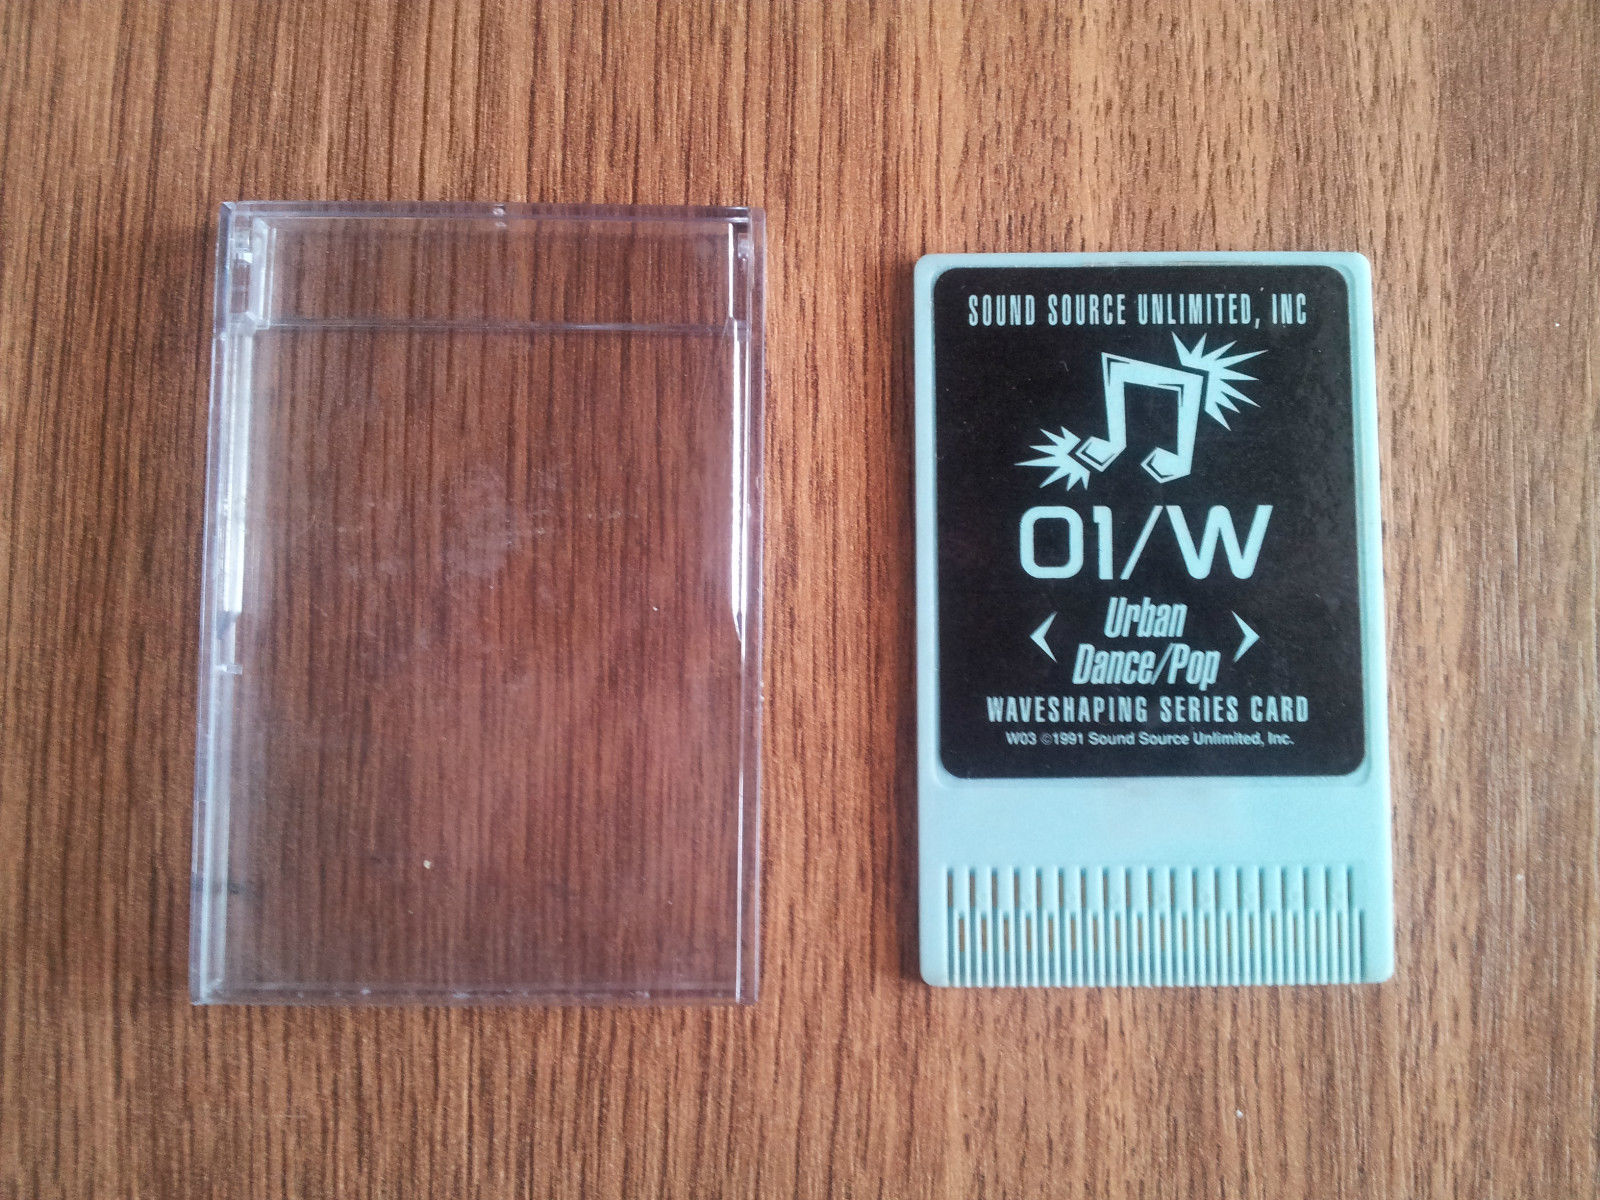 SOUND SOURCE UNLIMITED, INC
01/W
Urban
Dance/Pop
WAVESHAPING SERIES CARD
W03 ©1991 Sound Source Unlimited, Inc.